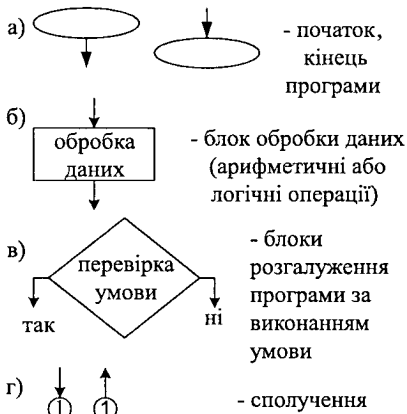 а)
- початок,
кінець
програми
б)
обробка
даних
- блок обробки даних
(арифметичні або
логічні операції)
в)
перевірка
умови
так
ні
- блоки
розгалуження
програми за
виконанням
умови
г)
1 1
- сполучення